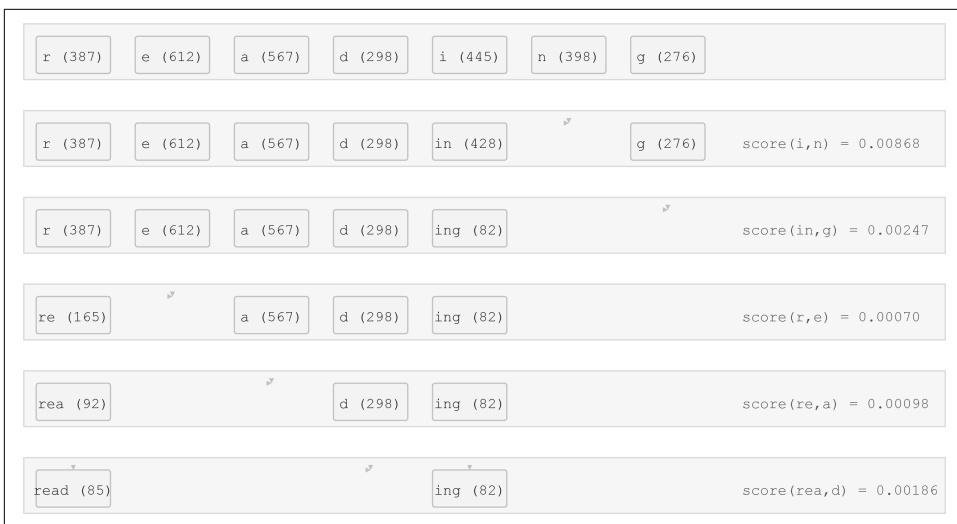 r (387) e (612) a (567) d (298) i (445) n (398) g (276)
r (387) e (612) a (567) d (298) in (428) g (276) score(i,n) = 0.00868
r (387) e (612) a (567) d (298) ing (82) score(in,g) = 0.00247
re (165) a (567) d (298) ing (82) score(r,e) = 0.00070
rea (92) d (298) ing (82) score(re,a) = 0.00098
read (85) ing (82) score(rea,d) = 0.00186